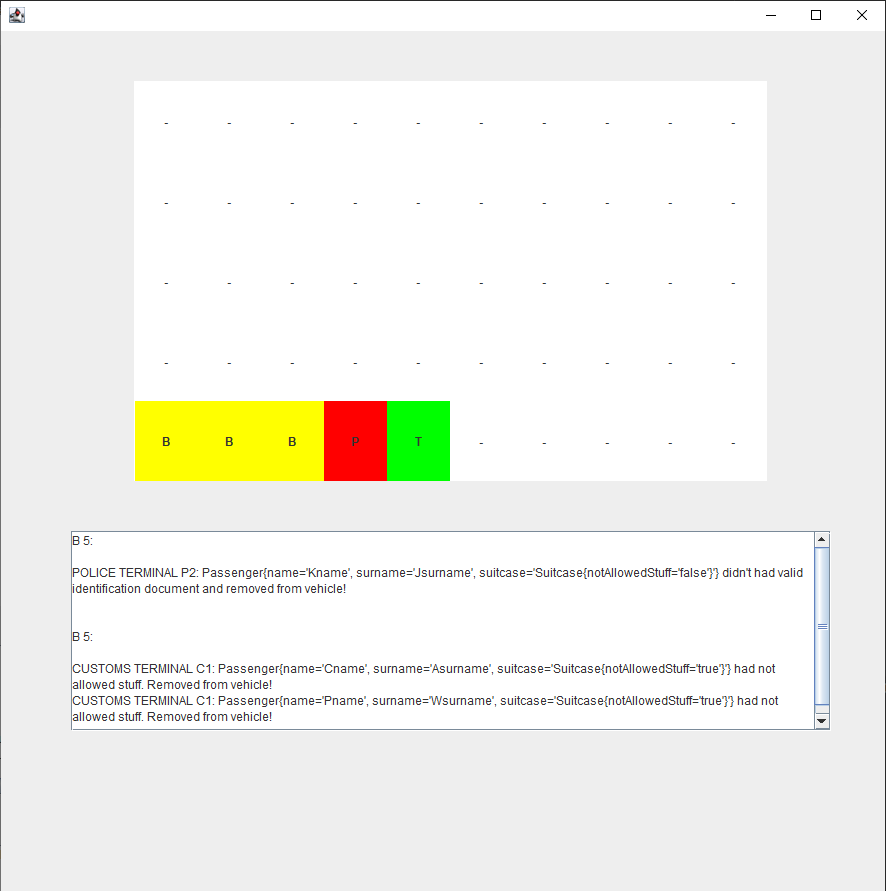 - - - - - - - - - -
- - - - - - - - - -
- - - - - - - - - -
- - - - - - - - - -
B B B P T - - - - -
B 5:
POLICE TERMINAL P2: Passenger{name='Kname', surname='Jsurname', suitcase='Suitcase{notAllowedStuff='false'}'} didn't had valid
identification document and removed from vehicle!
B 5:
CUSTOMS TERMINAL C1: Passenger{name='Cname', surname='Asurname', suitcase='Suitcase{notAllowedStuff='true'}'} had not
allowed stuff. Removed from vehicle!
CUSTOMS TERMINAL C1: Passenger{name='Pname', surname='Wsurname', suitcase='Suitcase{notAllowedStuff='true'}'} had not
allowed stuff. Removed from vehicle!